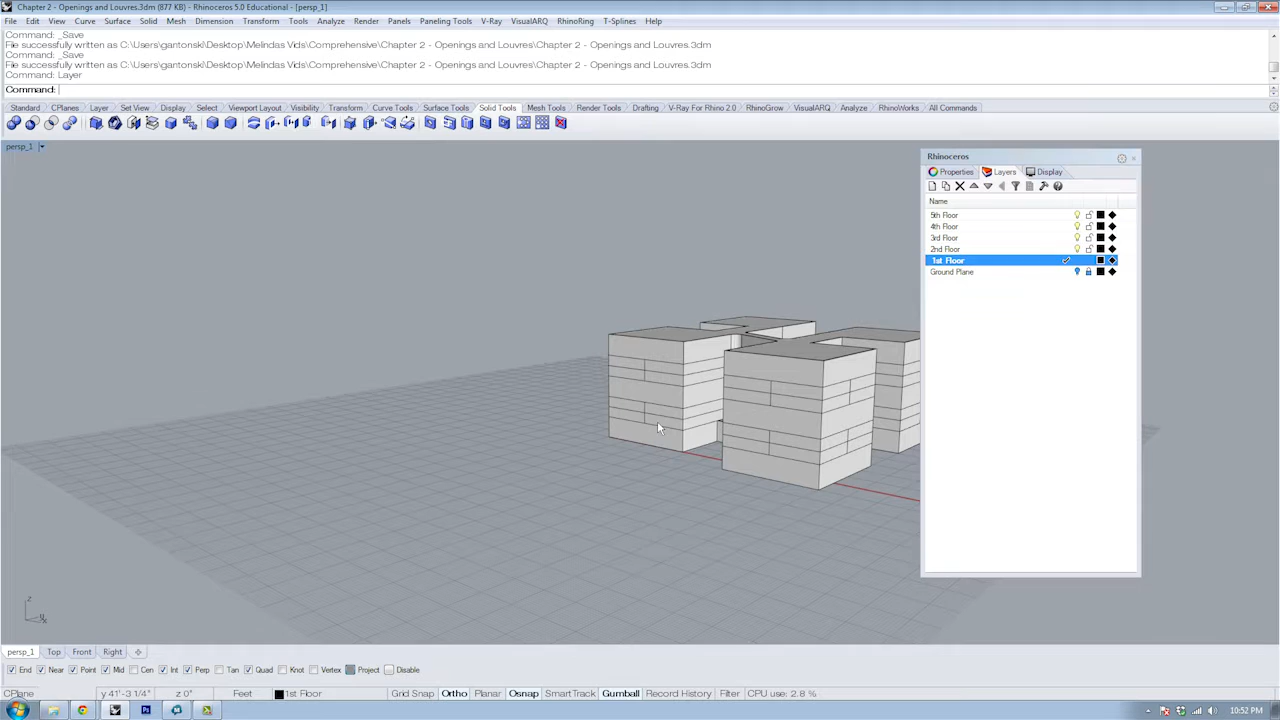 Chapter 2 - Openings and Louvres.3dm (877 KB) - Rhinoceros 5.0 Educational - [persp_1]
File Edit View Curve Surface Solid Mesh Dimension Transform Tools Analyze Render Panels Paneling Tools V-Ray VisualARQ RhinoRing T-Splines Help
Command: _Save
File successfully written as C:\Users\gantonski\Desktop\Melindas Vids\Comprehensive\Chapter 2 - Openings and Louvres\Chapter 2 - Openings and Louvres.3dm
Command: _Save
File successfully written as C:\Users\gantonski\Desktop\Melindas Vids\Comprehensive\Chapter 2 - Openings and Louvres\Chapter 2 - Openings and Louvres.3dm
Command: Layer
Command:
Standard CPlanes Layer Set View Display Select Viewport Layout Visibility Transform Curve Tools Surface Tools Solid Tools Mesh Tools Render Tools Drafting V-Ray For Rhino 2.0 RhinoGrow VisualARQ Analyze RhinoWorks All Commands
persp_1
Rhinoceros
Properties Layers Display
Name
5th Floor
4th Floor
3rd Floor
2nd Floor
1st Floor
Ground Plane
z
persp_1 Top Front Right
End Near Point Mid Cen Int Perp Tan Quad Knot Vertex Project Disable
CPlane y 41'-3 1/4" z 0" Feet 1st Floor Grid Snap Ortho Planar Osnap SmartTrack Gumball Record History Filter CPU use: 2.8 %
10:52 PM